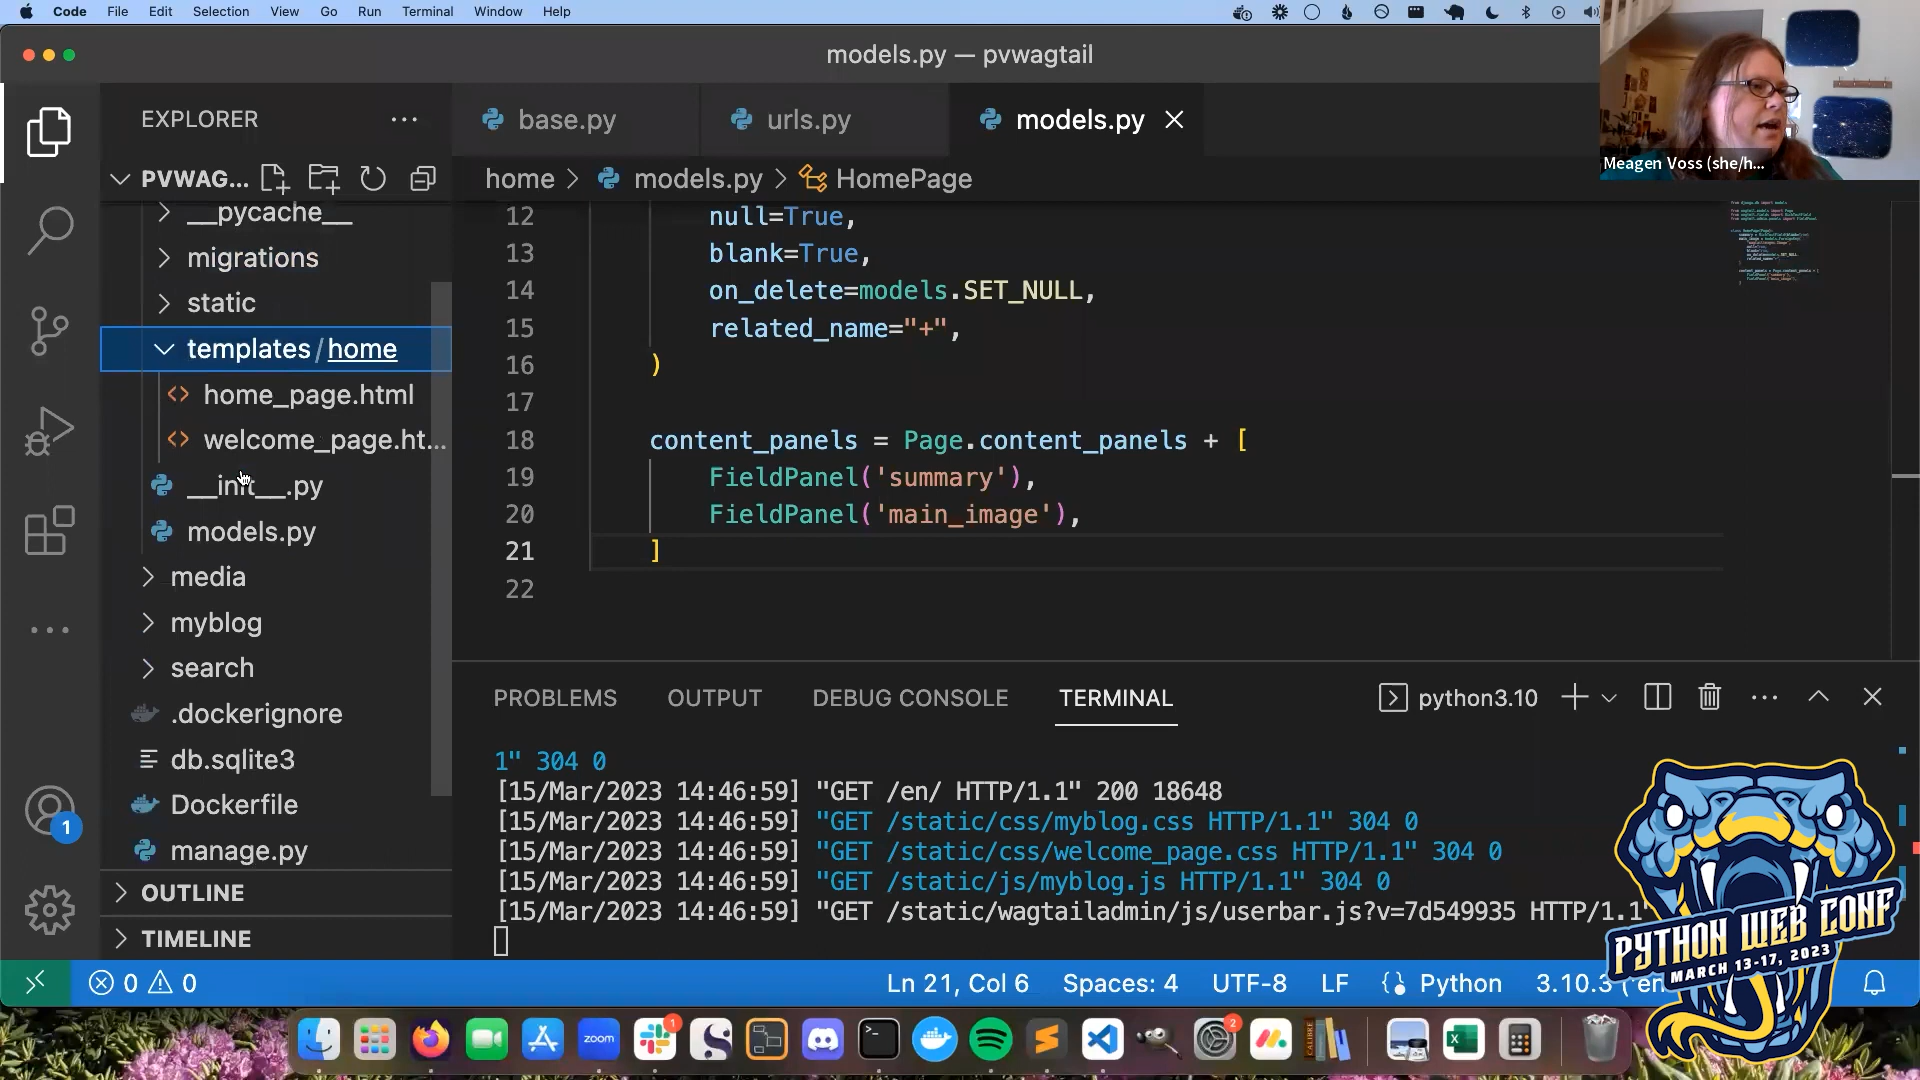 Code File Edit Selection View Go Run Terminal Window Help
models.py — pvwagtail
Meagen Voss (she/h...
EXPLORER
base.py
urls.py
models.py
PVWAG...
home > models.py > HomePage
__pycache__
migrations
static
templates/home
home_page.html
welcome_page.ht...
__init__.py
models.py
media
myblog
search
.dockerignore
db.sqlite3
Dockerfile
manage.py
OUTLINE
TIMELINE
12 null=True,
13 blank=True,
14 on_delete=models.SET_NULL,
15 related_name="+",
16 )
17
18 content_panels = Page.content_panels + [
19 FieldPanel('summary'),
20 FieldPanel('main_image'),
21 ]
22
PROBLEMS OUTPUT DEBUG CONSOLE TERMINAL python3.10
1" 304 0
[15/Mar/2023 14:46:59] "GET /en/ HTTP/1.1" 200 18648
[15/Mar/2023 14:46:59] "GET /static/css/myblog.css HTTP/1.1" 304 0
[15/Mar/2023 14:46:59] "GET /static/css/welcome_page.css HTTP/1.1" 304 0
[15/Mar/2023 14:46:59] "GET /static/js/myblog.js HTTP/1.1" 304 0
[15/Mar/2023 14:46:59] "GET /static/wagtailadmin/js/userbar.js?v=7d549935 HTTP/1.1"
1
0 0
Ln 21, Col 6 Spaces: 4 UTF-8 LF Python 3.10.3 ('en
PYTHON WEB CONF
MARCH 13-17, 2023
1
2
zoom